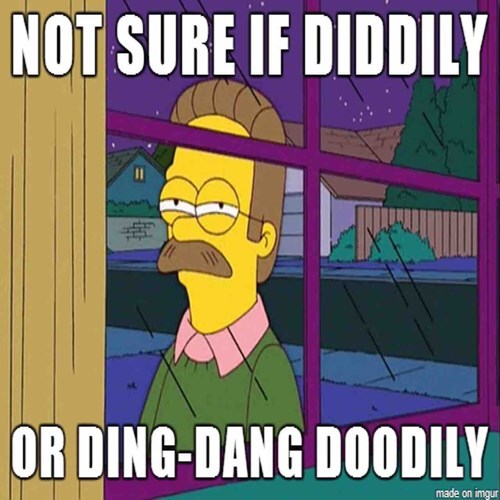 NOT SURE IF DIDDILY
OR DING-DANG DOODILY
made on imgur